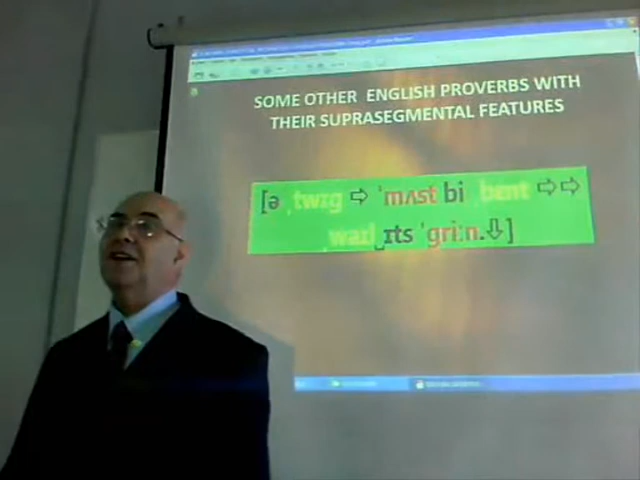 SOME OTHER ENGLISH PROVERBS WITH
THEIR SUPRASEGMENTAL FEATURES
[ə ˌtwɪg ⇨ ˈmʌst bi ˌbent ⇨⇨
ˌwaɪl‿ɪts ˈgriːn.⇩]